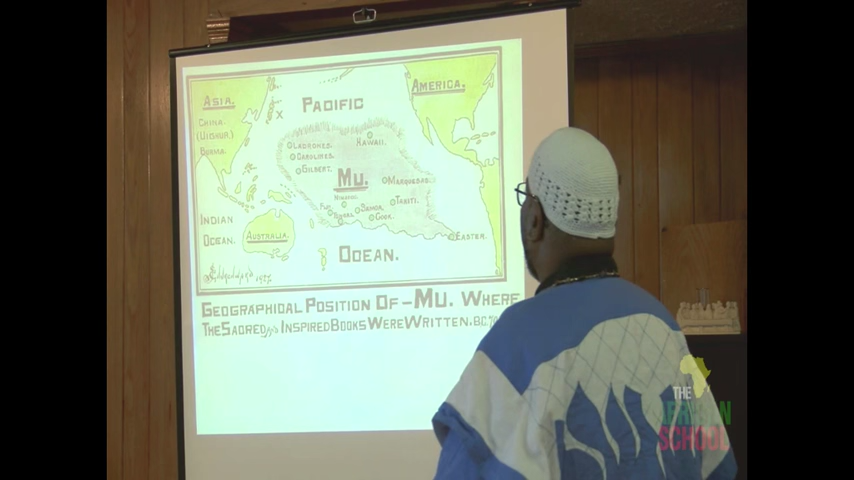 ASIA.
CHINA.
(UIGHUR)
BURMA.
PACIFIC
X
AMERICA.
LADRONES.
CAROLINES.
GILBERT.
HAWAII.
MU.
MARQUESAS.
TAHITI.
SAMOA.
COOK.
EASTER.
INDIAN
OCEAN.
AUSTRALIA.
OCEAN.
GEOGRAPHICAL POSITION OF-MU. WHERE
THE SACRED INSPIRED BOOKS WERE WRITTEN. B.C.
THE
AFRICAN
SCHOOL